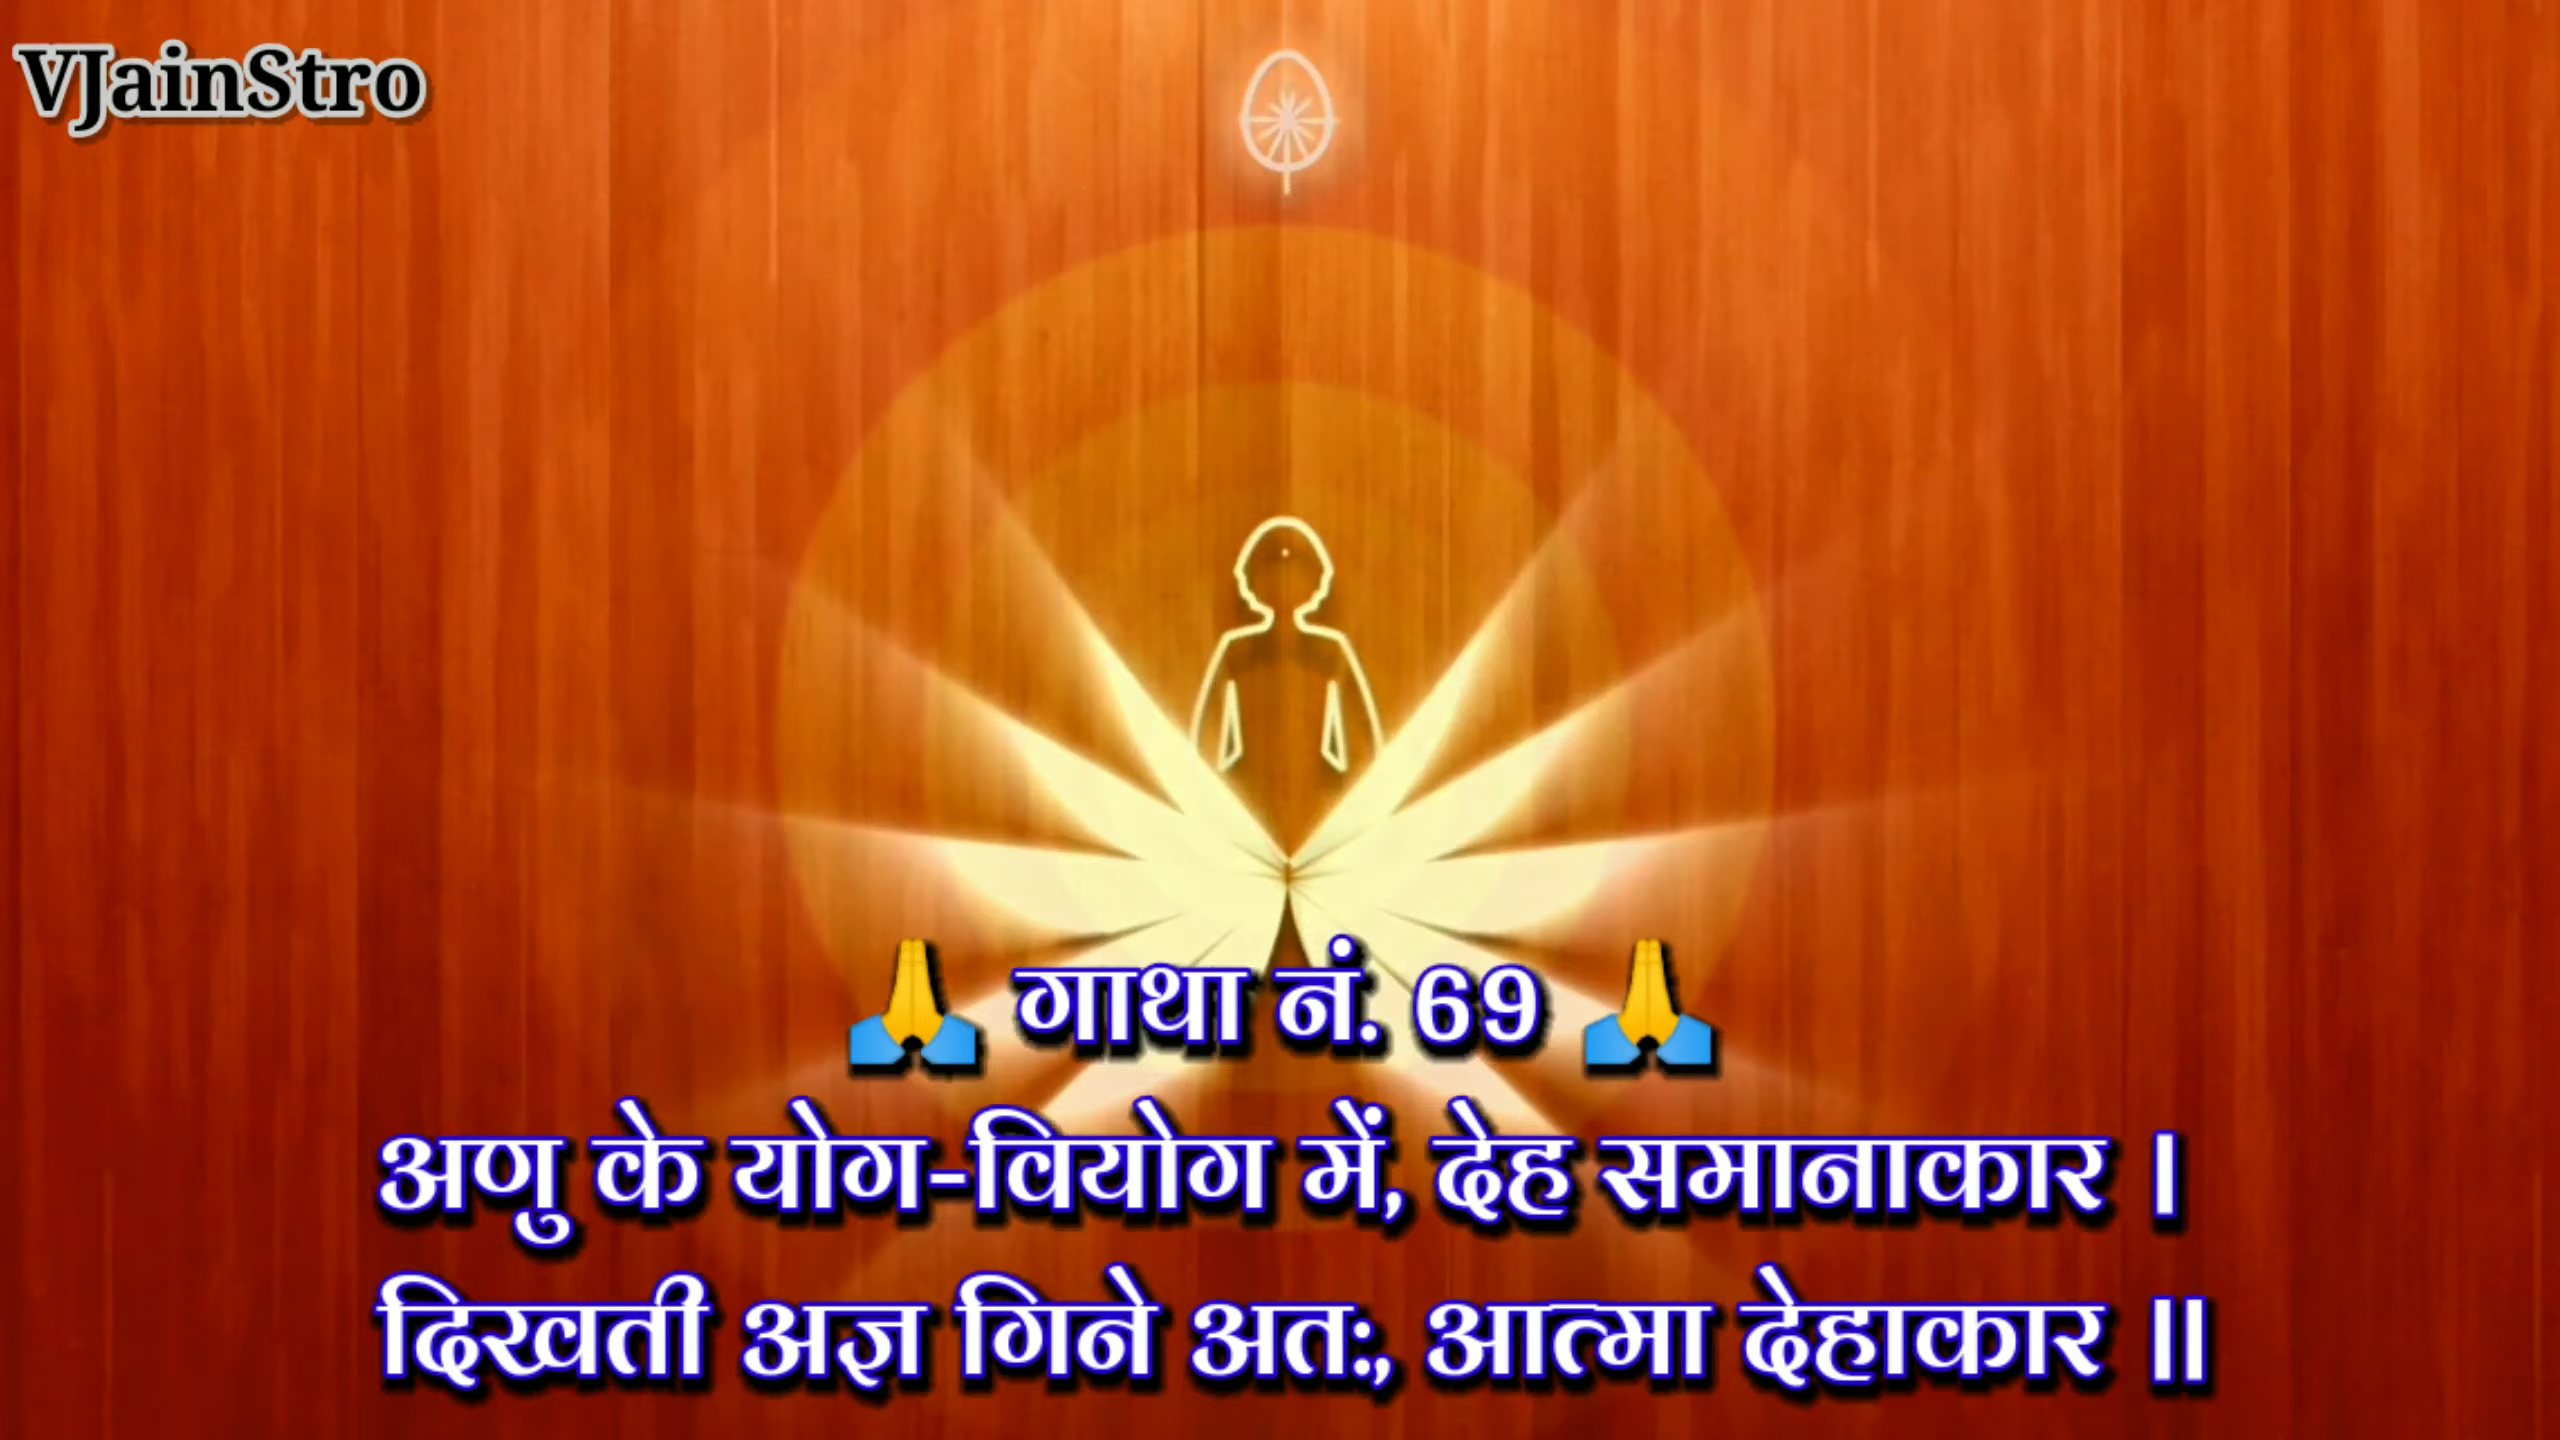 VJainStro
🙏 गाथा नं. 69 🙏
अणु के योग-वियोग में, देह समानाकार ।
दिखती अज्ञ गिने अतः, आत्मा देहाकार ॥